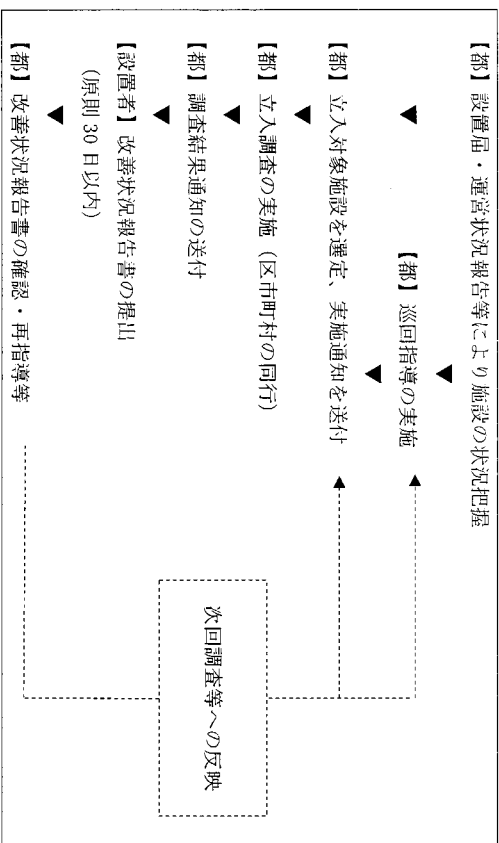 【都】設置届・運営状況報告等により施設の状況把握
【都】巡回指導の実施
【都】立入対象施設を選定、実施通知を送付
【都】立入調査の実施（区市町村の同行）
【都】調査結果通知の送付
【設置者】改善状況報告書の提出
（原則 30 日以内）
【都】改善状況報告書の確認・再指導等
次回調査等への反映